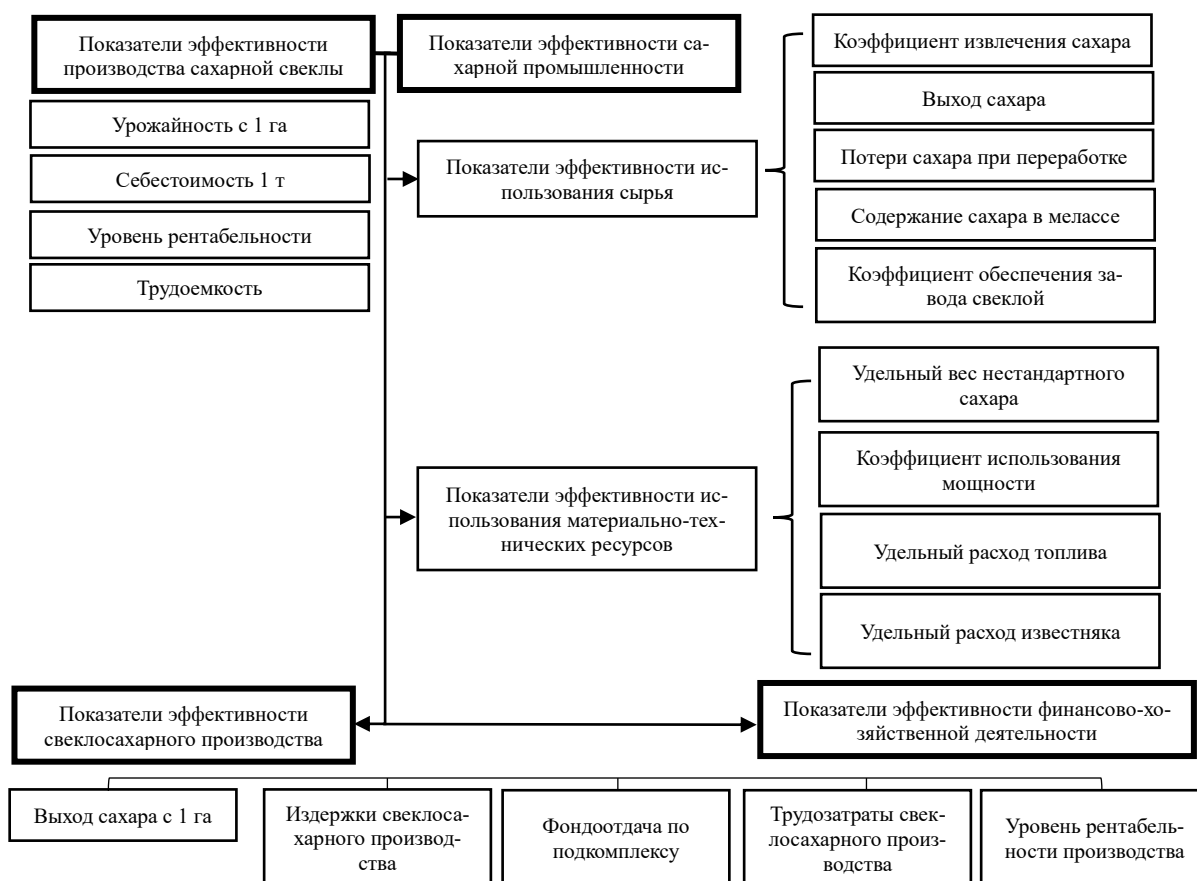 Показатели эффективности
производства сахарной свеклы
Показатели эффективности са-
харной промышленности
Урожайность с 1 га
Себестоимость 1 т
Уровень рентабельности
Трудоемкость
Показатели эффективности ис-
пользования сырья
Коэффициент извлечения сахара
Выход сахара
Потери сахара при переработке
Содержание сахара в мелассе
Коэффициент обеспечения за-
вода свеклой
Показатели эффективности ис-
пользования материально-тех-
нических ресурсов
Удельный вес нестандартного
сахара
Коэффициент использования
мощности
Удельный расход топлива
Удельный расход известняка
Показатели эффективности
свеклосахарного производства
Показатели эффективности финансово-хо-
зяйственной деятельности
Выход сахара с 1 га
Издержки свеклоса-
харного производ-
ства
Фондоотдача по
подкомплексу
Трудозатраты свек-
лосахарного произ-
водства
Уровень рентабель-
ности производства